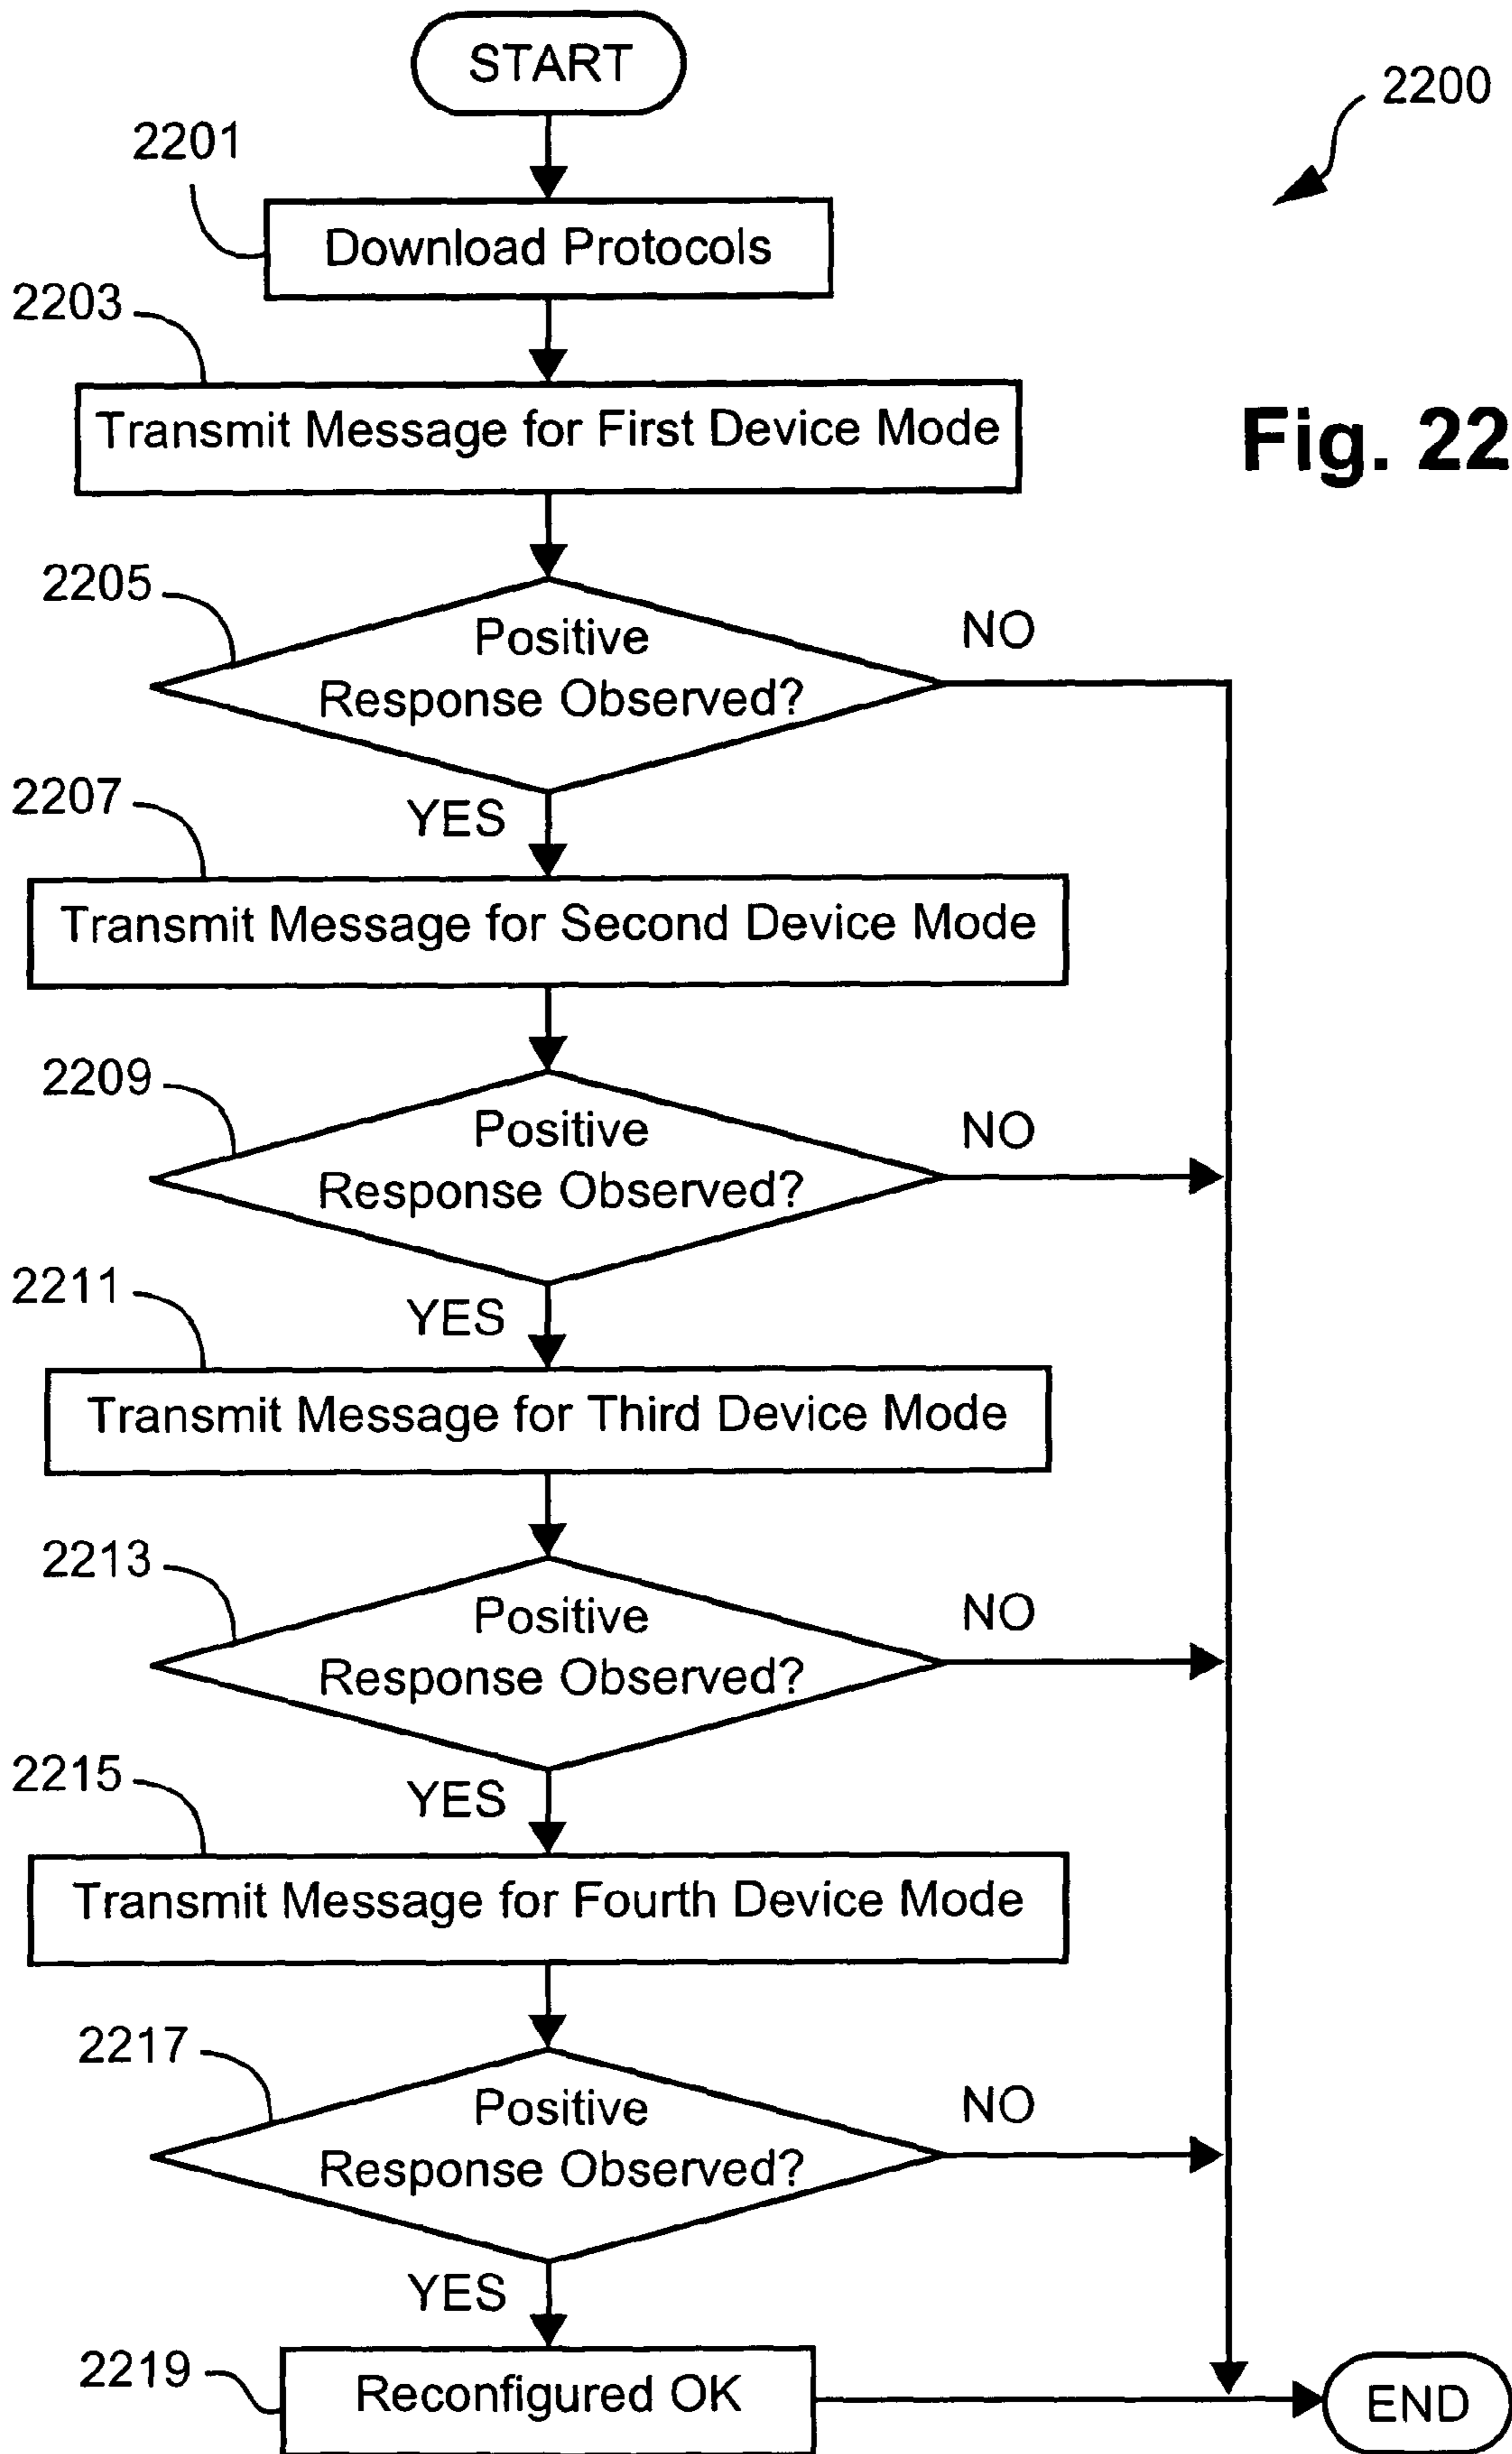 START
2200
2201
Download Protocols
2203
Transmit Message for First Device Mode
Fig. 22
2205
Positive
Response Observed?
NO
YES
2207
Transmit Message for Second Device Mode
2209
Positive
Response Observed?
NO
YES
2211
Transmit Message for Third Device Mode
2213
Positive
Response Observed?
NO
YES
2215
Transmit Message for Fourth Device Mode
2217
Positive
Response Observed?
NO
YES
2219
Reconfigured OK
END